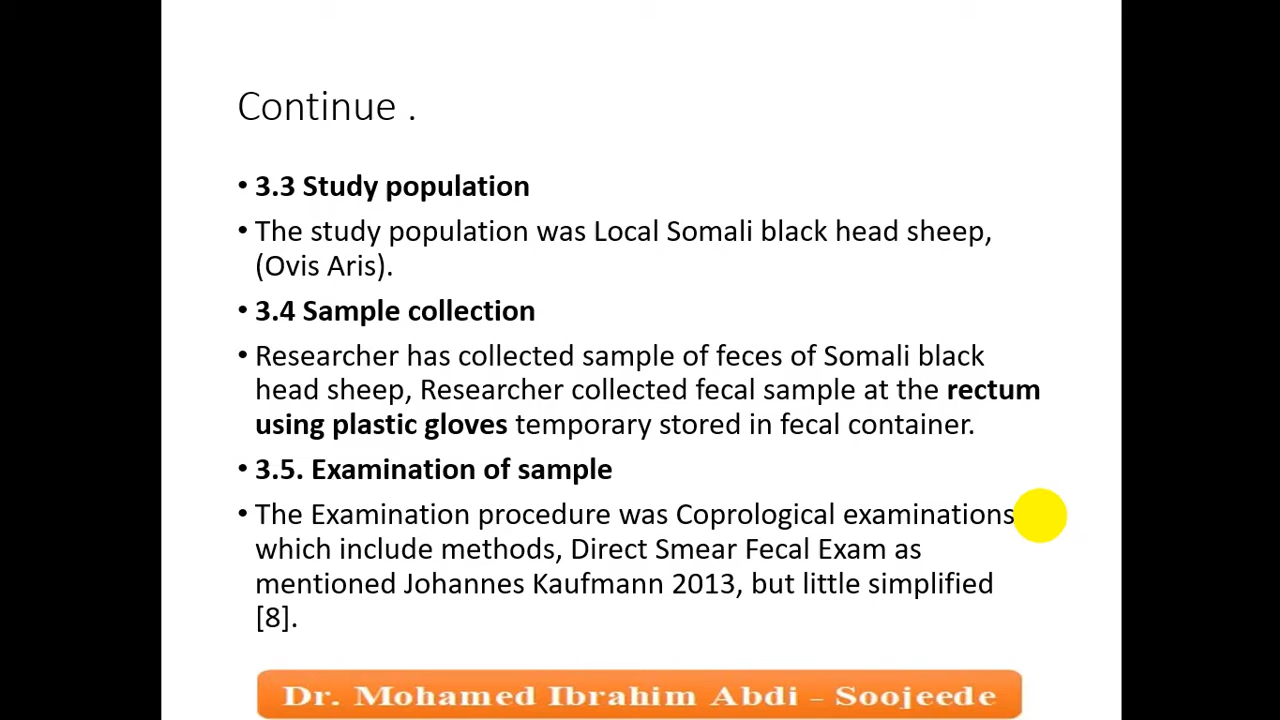 Continue .
• 3.3 Study population
• The study population was Local Somali black head sheep,
(Ovis Aris).
• 3.4 Sample collection
• Researcher has collected sample of feces of Somali black
head sheep, Researcher collected fecal sample at the rectum
using plastic gloves temporary stored in fecal container.
• 3.5. Examination of sample
• The Examination procedure was Coprological examinations
which include methods, Direct Smear Fecal Exam as
mentioned Johannes Kaufmann 2013, but little simplified
[8].
Dr. Mohamed Ibrahim Abdi - Soojeede